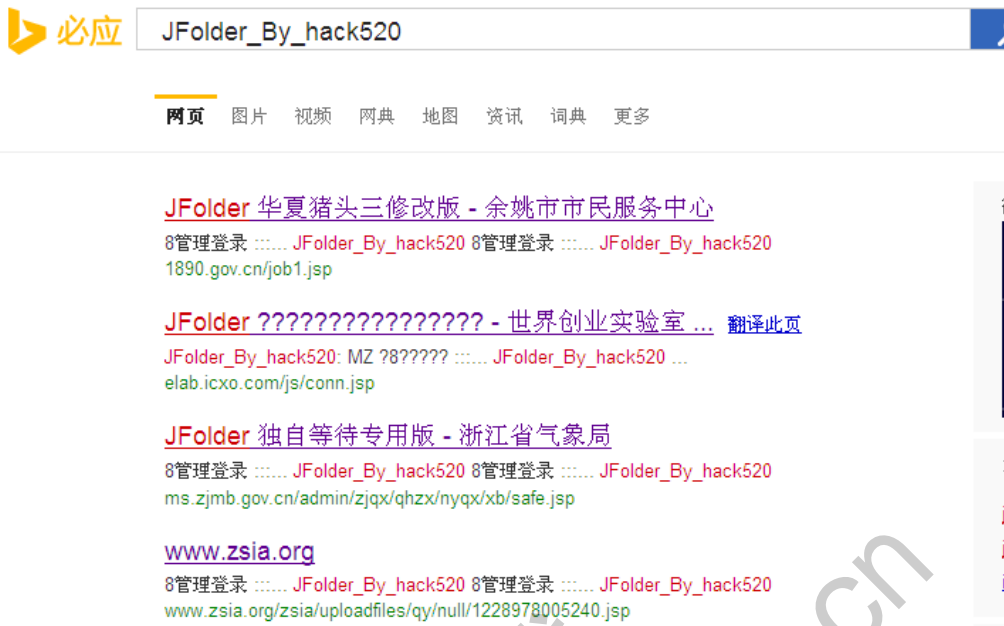 必应 JFolder_By_hack520
网页 图片 视频 网典 地图 资讯 词典 更多
JFolder 华夏猪头三修改版 - 余姚市市民服务中心
8管理登录 :::... JFolder_By_hack520 8管理登录 :::... JFolder_By_hack520
1890.gov.cn/job1.jsp
JFolder ???????????????? - 世界创业实验室 ... 翻译此页
JFolder_By_hack520: MZ ?8????? :::... JFolder_By_hack520 ...
elab.icxo.com/js/conn.jsp
JFolder 独自等待专用版 - 浙江省气象局
8管理登录 :::... JFolder_By_hack520 8管理登录 :::... JFolder_By_hack520
ms.zjmb.gov.cn/admin/zjqx/qhzx/nyqx/xb/safe.jsp
www.zsia.org
8管理登录 :::... JFolder_By_hack520 8管理登录 :::... JFolder_By_hack520
www.zsia.org/zsia/uploadfiles/qy/null/1228978005240.jsp
cn